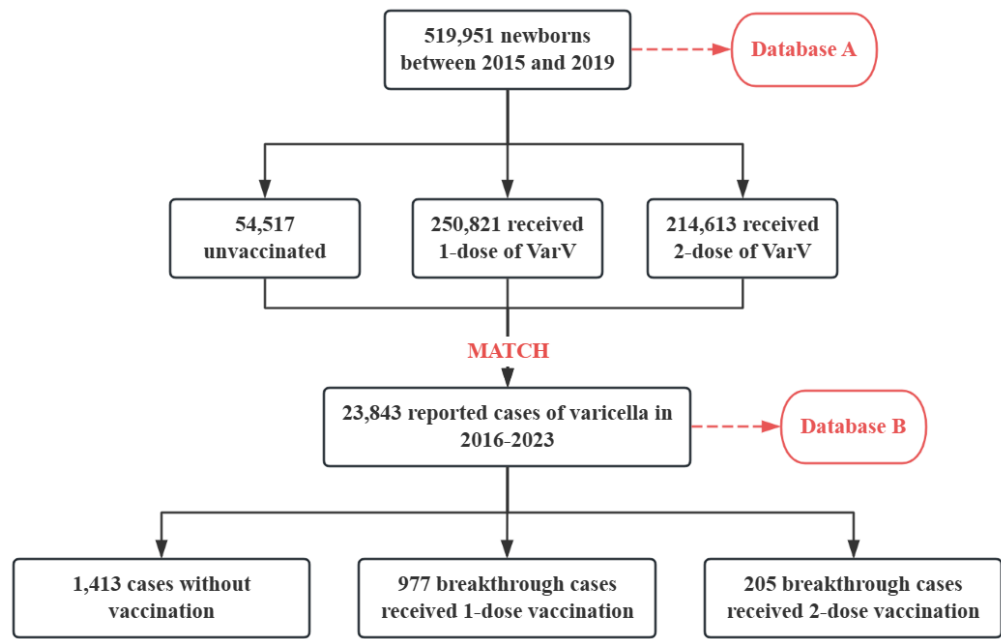 519,951 newborns
between 2015 and 2019
Database A
54,517
unvaccinated
250,821 received
1-dose of VarV
214,613 received
2-dose of VarV
MATCH
23,843 reported cases of varicella in
2016-2023
Database B
1,413 cases without
vaccination
977 breakthrough cases
received 1-dose vaccination
205 breakthrough cases
received 2-dose vaccination